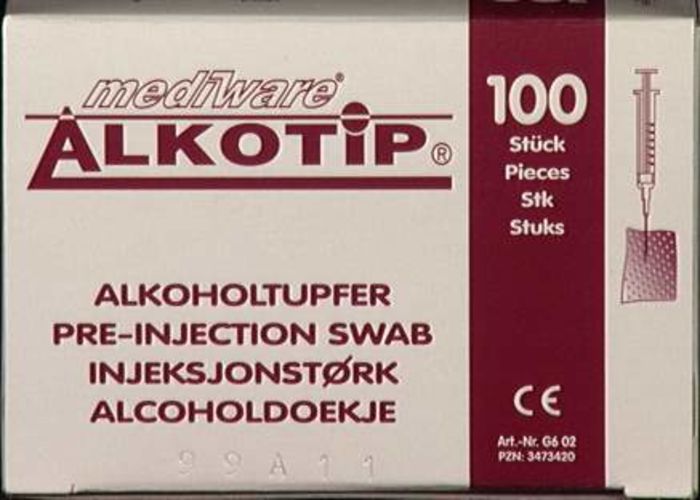 mediware®
ALKOTIP®
100
Stück
Pieces
Stk
Stuks
ALKOHOLTUPFER
PRE-INJECTION SWAB
INJEKSJONSTØRK
ALCOHOLDOEKJE
CE
Art.-Nr. G6 02
PZN: 3473420
99A11